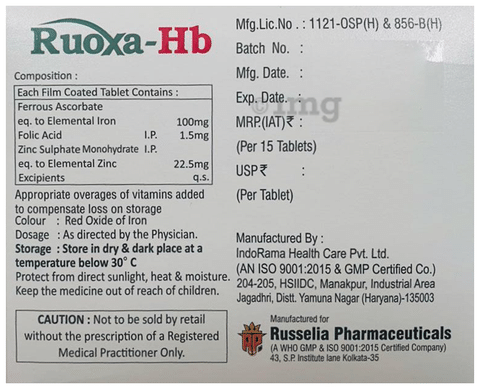 Ruoxa-Hb
Composition :
Each Film Coated Tablet Contains :
Ferrous Ascorbate
eq. to Elemental Iron 100mg
Folic Acid I.P. 1.5mg
Zinc Sulphate Monohydrate I.P.
eq. to Elemental Zinc 22.5mg
Excipients q.s.
Appropriate overages of vitamins added
to compensate loss on storage
Colour : Red Oxide of Iron
Dosage : As directed by the Physician.
Storage : Store in dry & dark place at a
temperature below 30° C
Protect from direct sunlight, heat & moisture.
Keep the medicine out of reach of children.
CAUTION : Not to be sold by retail
without the prescription of a Registered
Medical Practitioner Only.
Mfg.Lic.No. : 1121-OSP(H) & 856-B(H)
Batch No. :
Mfg. Date. :
Exp. Date. :
1mg
MRP.(IAT)₹ :
(Per 15 Tablets)
USP₹ :
(Per Tablet)
Manufactured By :
IndoRama Health Care Pvt. Ltd.
(AN ISO 9001:2015 & GMP Certified Co.)
204-205, HSIIDC, Manakpur, Industrial Area
Jagadhri, Distt. Yamuna Nagar (Haryana)-135003
Manufactured for
RP
Russelia Pharmaceuticals
(A WHO GMP & ISO 9001:2015 Certified Company)
43, S.P. Institute lane Kolkata-35